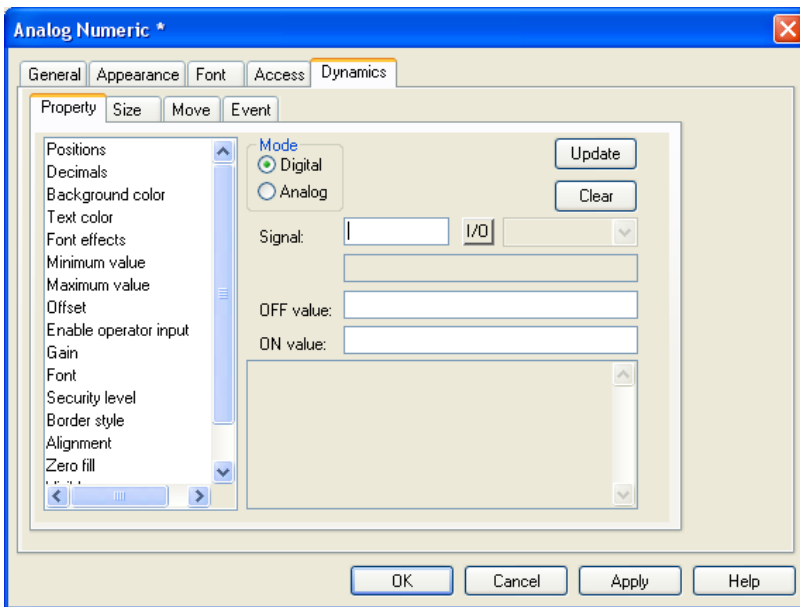 Analog Numeric *
General Appearance Font Access Dynamics
Property Size Move Event
Positions
Decimals
Background color
Text color
Font effects
Minimum value
Maximum value
Offset
Enable operator input
Gain
Font
Security level
Border style
Alignment
Zero fill
Mode
Digital
Analog
Update
Clear
Signal: I/O
OFF value:
ON value:
OK Cancel Apply Help